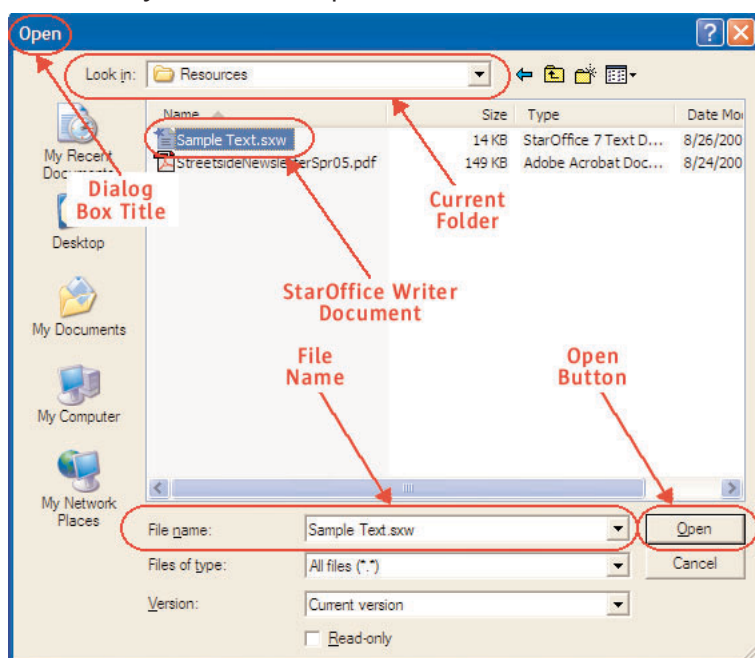 Open
Look in: Resources
Name Size Type Date Mo
Sample Text.sxw 14 KB StarOffice 7 Text D... 8/26/200
StreetsideNewsletterSpr05.pdf 149 KB Adobe Acrobat Doc... 8/24/200
My Recent
Documents
Dialog
Box Title
Current
Folder
Desktop
StarOffice Writer
Document
My Documents
File
Name
Open
Button
My Computer
My Network
Places
File name: Sample Text.sxw Open
Files of type: All files (*.*) Cancel
Version: Current version
Read-only